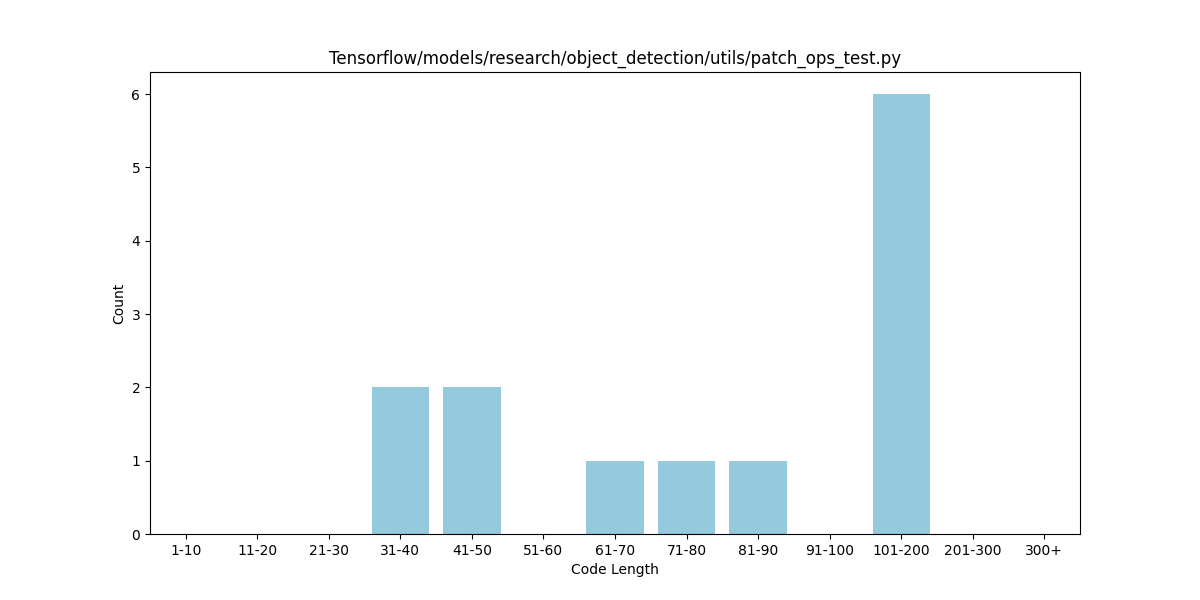 Tensorflow/models/research/object_detection/utils/patch_ops_test.py
6
5
4
3
2
1
0
Count
1-10 11-20 21-30 31-40 41-50 51-60 61-70 71-80 81-90 91-100 101-200 201-300 300+
Code Length